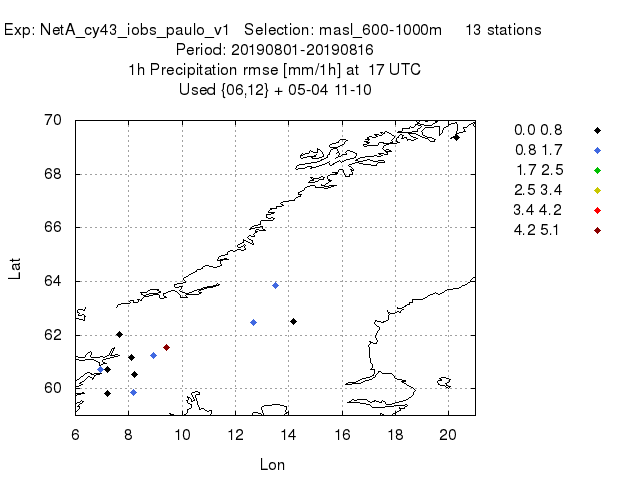 Exp: NetA_cy43_iobs_paulo_v1 Selection: masl_600-1000m 13 stations
Period: 20190801-20190816
1h Precipitation rmse [mm/1h] at 17 UTC
Used {06,12} + 05-04 11-10
70
68
66
64
62
60
Lat
6 8 10 12 14 16 18 20
Lon
0.0 0.8
0.8 1.7
1.7 2.5
2.5 3.4
3.4 4.2
4.2 5.1